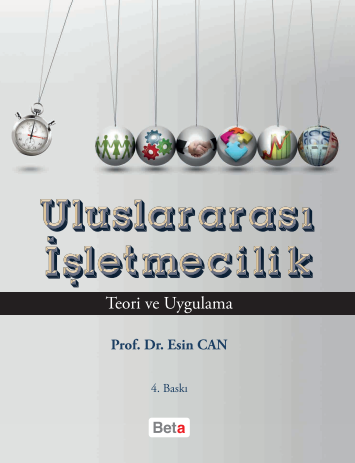 Uluslararası
İşletmecilik
Teori ve Uygulama
Prof. Dr. Esin CAN
4. Baskı
Beta